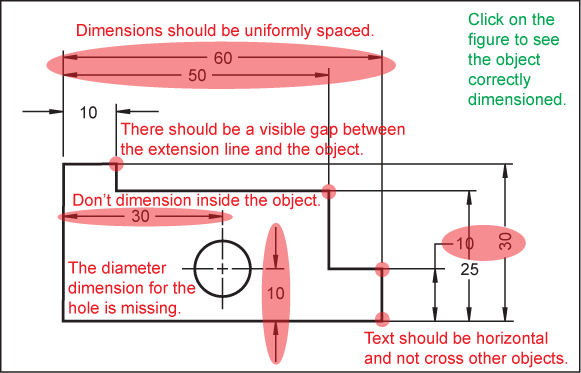 Dimensions should be uniformly spaced.
Click on the
figure to see
the object
correctly
dimensioned.
60
50
10
There should be a visible gap between
the extension line and the object.
Don't dimension inside the object.
30
10
30
25
The diameter
dimension for the
hole is missing.
10
Text should be horizontal
and not cross other objects.